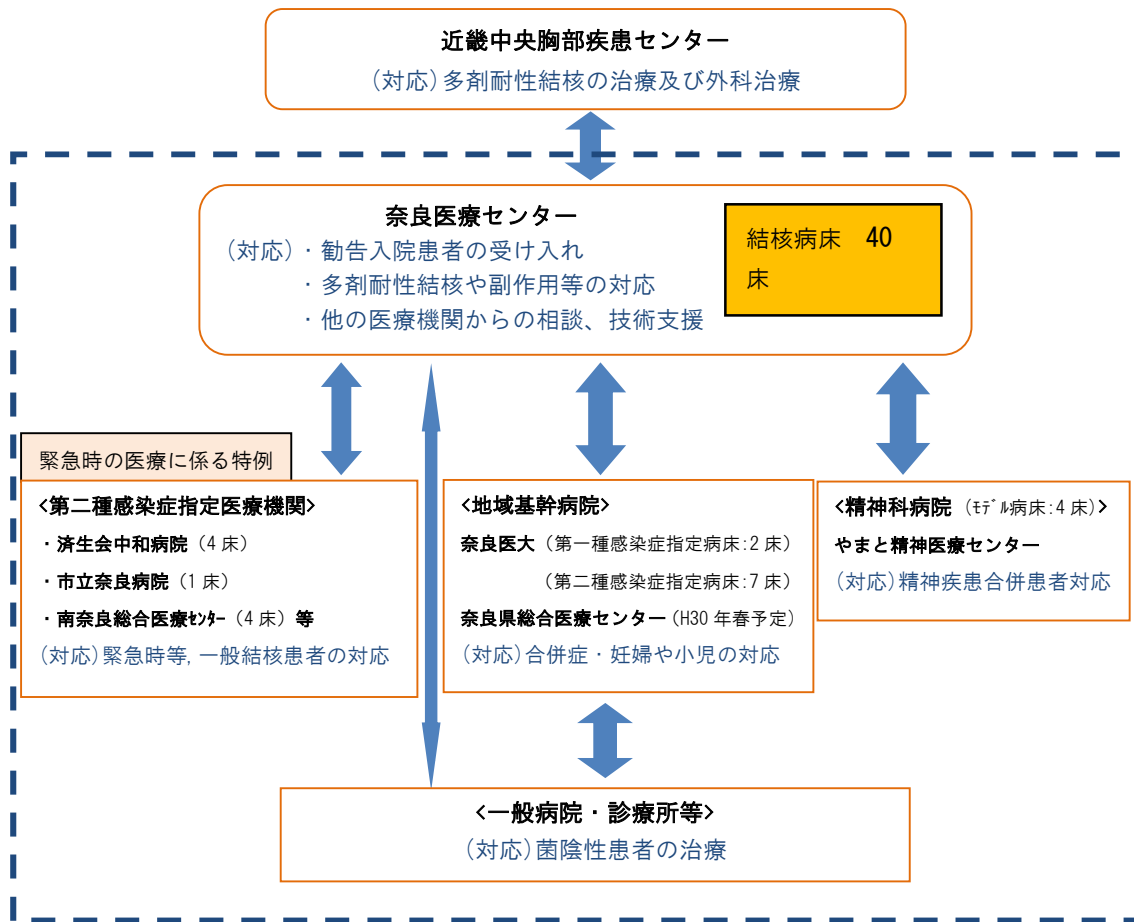 近畿中央胸部疾患センター
(対応)多剤耐性結核の治療及び外科治療
奈良医療センター
(対応)・勧告入院患者の受け入れ
・多剤耐性結核や副作用等の対応
・他の医療機関からの相談、技術支援
結核病床 40
床
緊急時の医療に係る特例
<第二種感染症指定医療機関>
・済生会中和病院(4床)
・市立奈良病院(1床)
・南奈良総合医療ｾﾝﾀｰ(4床)等
(対応)緊急時等,一般結核患者の対応
<地域基幹病院>
奈良医大(第一種感染症指定病床:2床)
(第二種感染症指定病床:7床)
奈良県総合医療センター(H30年春予定)
(対応)合併症・妊婦や小児の対応
<精神科病院(ﾓﾃﾞﾙ病床:4床)>
やまと精神医療センター
(対応)精神疾患合併患者対応
<一般病院・診療所等>
(対応)菌陰性患者の治療